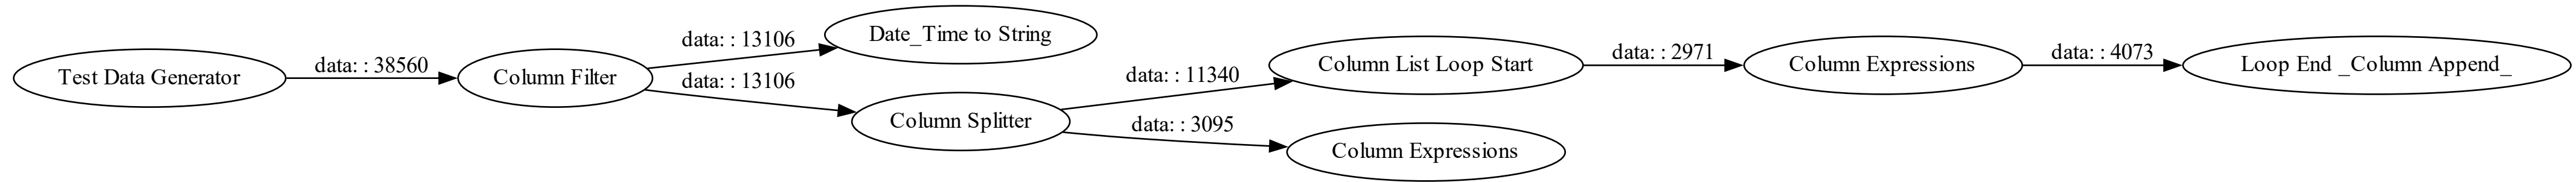 Test Data Generator
data: : 38560
Column Filter
data: : 13106
Date_Time to String
data: : 13106
Column Splitter
data: : 11340
Column List Loop Start
data: : 2971
Column Expressions
data: : 4073
Loop End _Column Append_
data: : 3095
Column Expressions